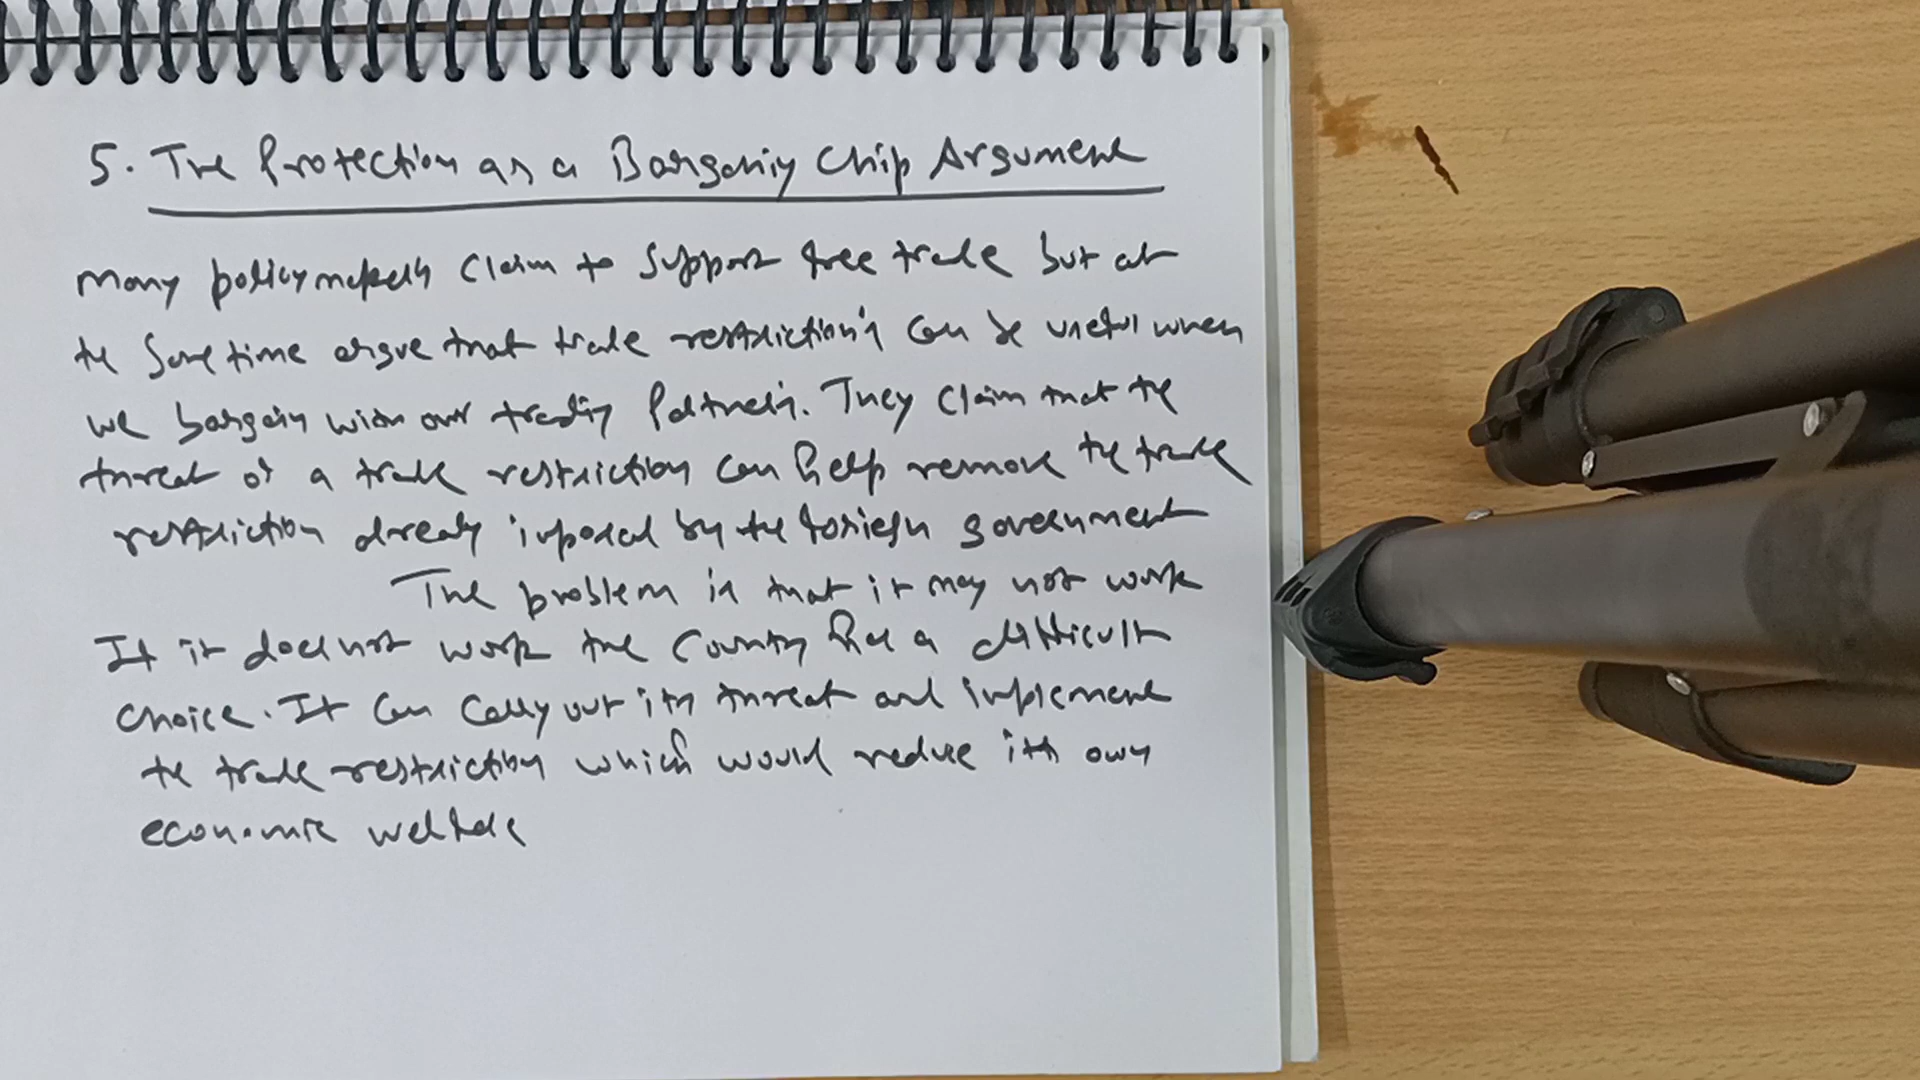 5. The Protection as a Bargaining Chip Argument
Many policymakers claim to support free trade but at
the same time argue that trade restrictions can be useful when
we bargain with our trading partners. They claim that the
threat of a trade restriction can help remove the trade
restriction already imposed by the foriegn government
The problem is that it may not work
If it does not work the country has a difficult
choice. It can carry out its threat and implement
the trade restriction which would reduce its own
economic welfare